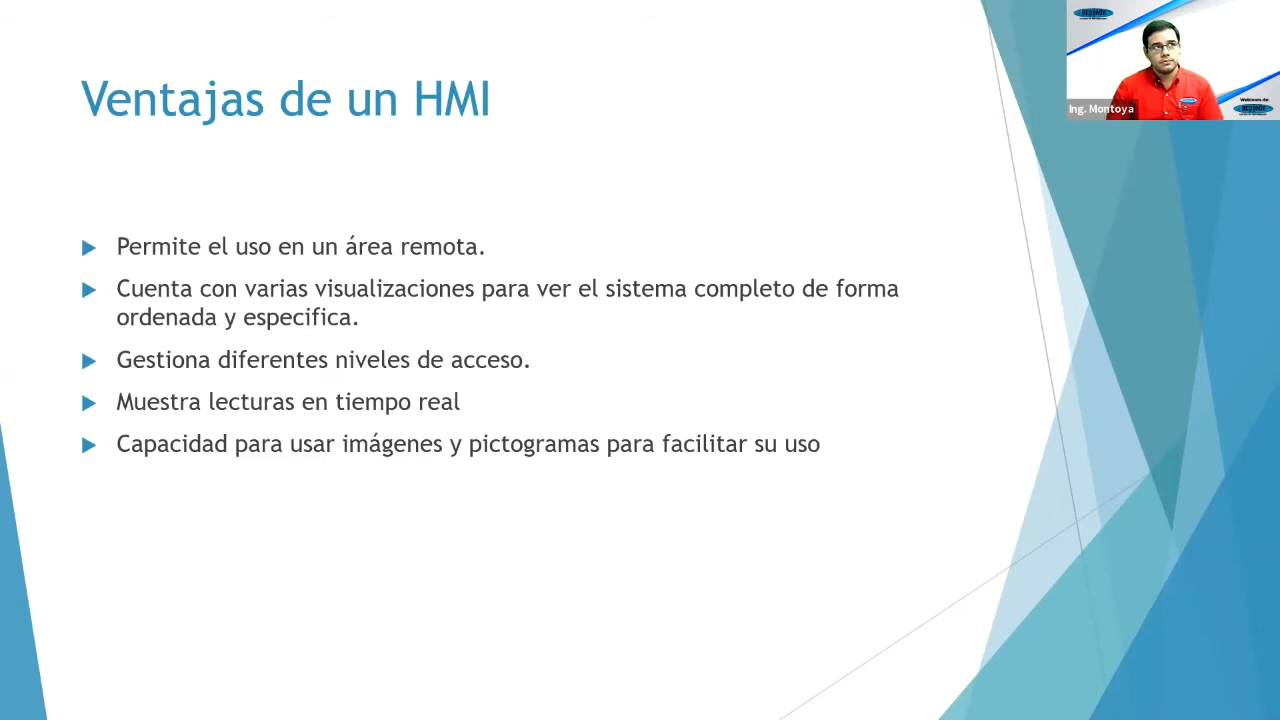 Ventajas de un HMI
Permite el uso en un área remota.
Cuenta con varias visualizaciones para ver el sistema completo de forma
ordenada y especifica.
Gestiona diferentes niveles de acceso.
Muestra lecturas en tiempo real
Capacidad para usar imágenes y pictogramas para facilitar su uso
Ing. Montoya
Webinars de: